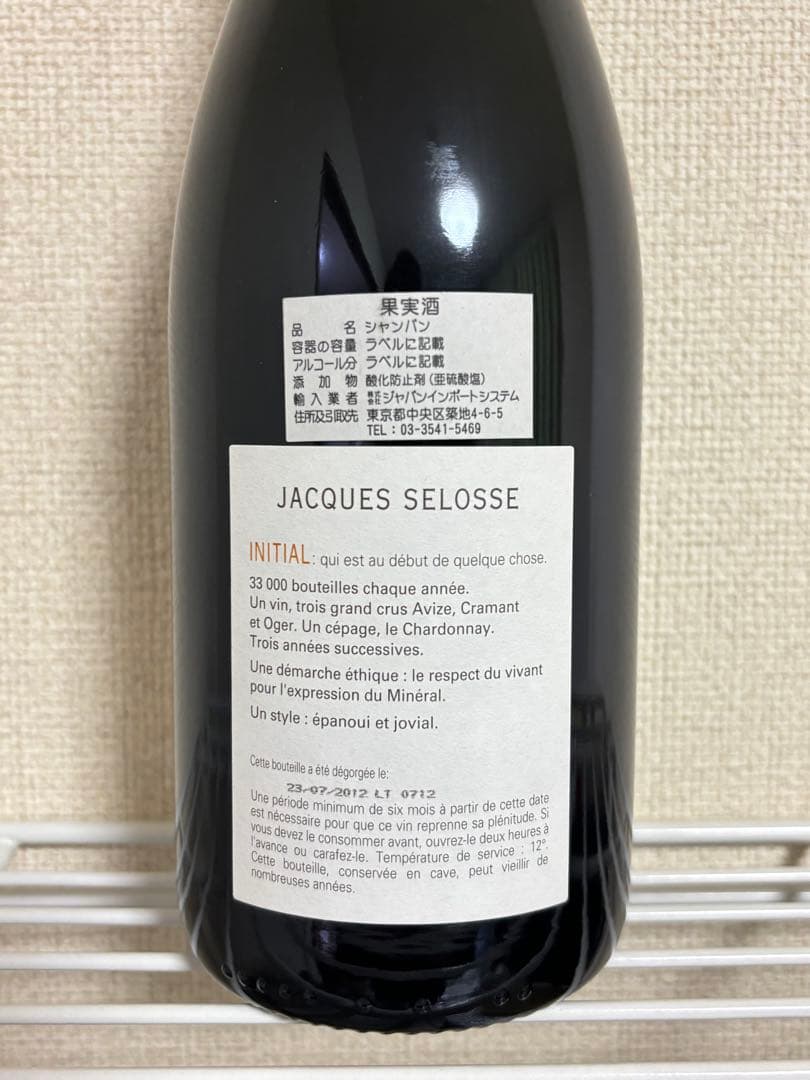 果実酒
品名 シャンパン
容器の容量 ラベルに記載
アルコール分 ラベルに記載
添加物 酸化防止剤(亜硫酸塩)
輸入業者 株式会社ジャパンインポートシステム
住所及引取先 東京都中央区築地4-6-5
TEL:03-3541-5469
JACQUES SELOSSE
INITIAL : qui est au début de quelque chose.
33 000 bouteilles chaque année.
Un vin, trois grand crus Avize, Cramant
et Oger. Un cépage, le Chardonnay.
Trois années successives.
Une démarche éthique : le respect du vivant
pour l'expression du Minéral.
Un style : épanoui et jovial.
Cette bouteille a été dégorgée le:
23-07-2012 LT 0712
Une période minimum de six mois à partir de cette date
est nécessaire pour que ce vin reprenne sa plénitude. Si
vous devez le consommer avant, ouvrez-le deux heures à
l'avance ou carafez-le. Température de service : 12°.
Cette bouteille, conservée en cave, peut vieillir de
nombreuses années.